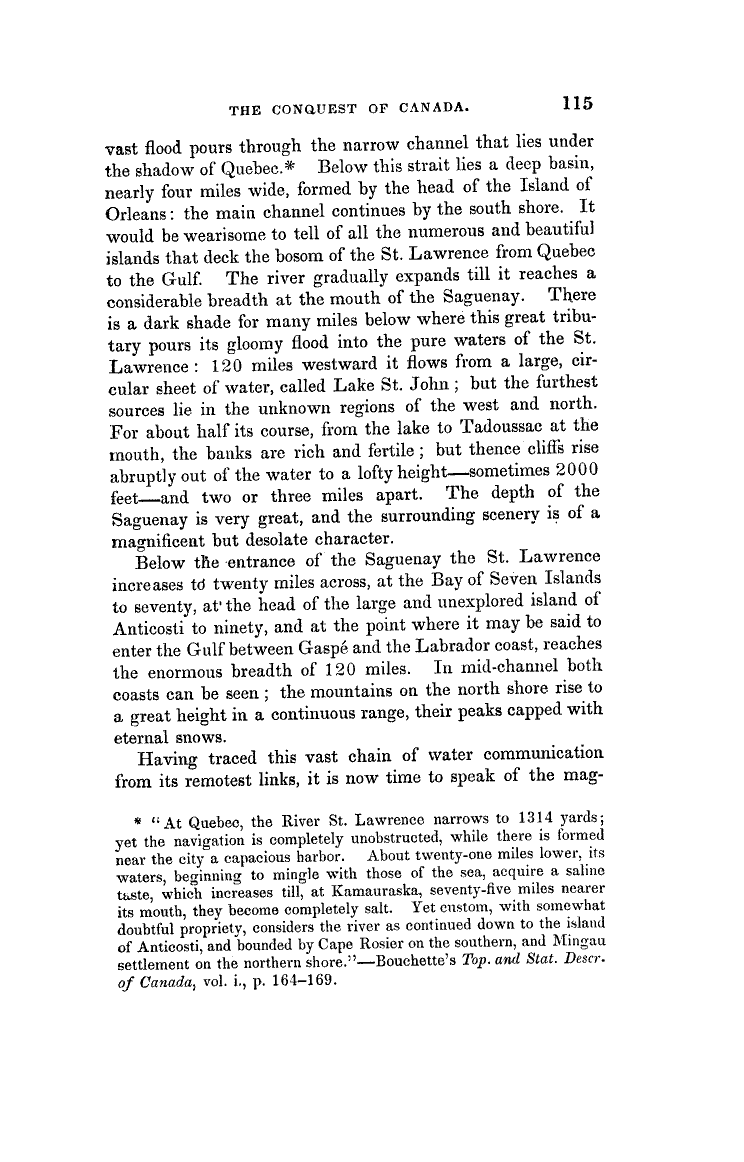 THE CONQUEST OF CANADA. 115
vast flood pours through the narrow channel that lies under
the shadow of Quebec.* Below this strait lies a deep basin,
nearly four miles wide, formed by the head of the Island of
Orleans: the main channel continues by the south shore. It
would be wearisome to tell of all the numerous and beautiful
islands that deck the bosom of the St. Lawrence from Quebec
to the Gulf. The river gradually expands till it reaches a
considerable breadth at the mouth of the Saguenay. There
is a dark shade for many miles below where this great tribu-
tary pours its gloomy flood into the pure waters of the St.
Lawrence: 120 miles westward it flows from a large, cir-
cular sheet of water, called Lake St. John; but the furthest
sources lie in the unknown regions of the west and north.
For about half its course, from the lake to Tadoussac at the
mouth, the banks are rich and fertile; but thence cliffs rise
abruptly out of the water to a lofty height—sometimes 2000
feet—and two or three miles apart. The depth of the
Saguenay is very great, and the surrounding scenery is of a
magnificent but desolate character.
Below the entrance of the Saguenay the St. Lawrence
increases to twenty miles across, at the Bay of Seven Islands
to seventy, at the head of the large and unexplored island of
Anticosti to ninety, and at the point where it may be said to
enter the Gulf between Gaspé and the Labrador coast, reaches
the enormous breadth of 120 miles. In mid-channel both
coasts can be seen; the mountains on the north shore rise to
a great height in a continuous range, their peaks capped with
eternal snows.
Having traced this vast chain of water communication
from its remotest links, it is now time to speak of the mag-
* "At Quebec, the River St. Lawrence narrows to 1314 yards;
yet the navigation is completely unobstructed, while there is formed
near the city a capacious harbor. About twenty-one miles lower, its
waters, beginning to mingle with those of the sea, acquire a saline
taste, which increases till, at Kamauraska, seventy-five miles nearer
its mouth, they become completely salt. Yet custom, with somewhat
doubtful propriety, considers the river as continued down to the island
of Anticosti, and bounded by Cape Rosier on the southern, and Mingau
settlement on the northern shore."—Bouchette's Top. and Stat. Descr.
of Canada, vol. i., p. 164–169.